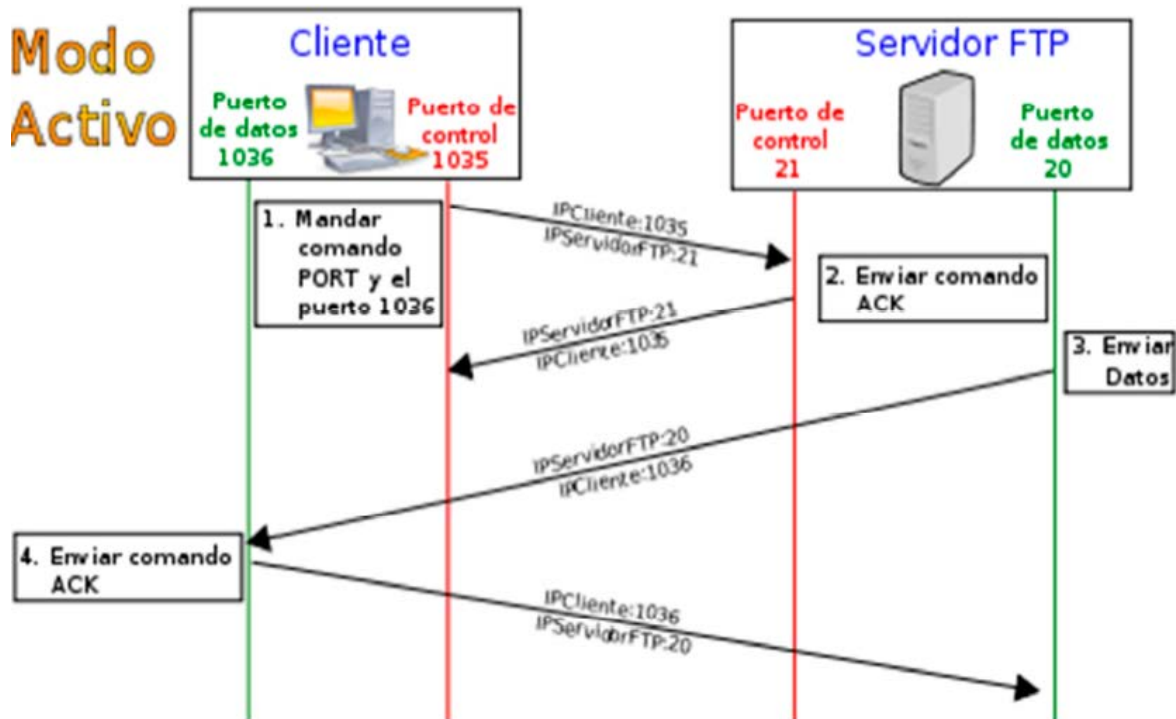 Modo
Activo
Cliente
Puerto
de datos
1036
Puerto de
control
1035
Servidor FTP
Puerto de
control
21
Puerto
de datos
20
1. Mandar
comando
PORT y el
puerto 1036
IPCliente:1035
IPServidorFTP:21
2. Enviar comando
ACK
IPServidorFTP:21
IPCliente:1035
3. Enviar
Datos
IPServidorFTP:20
IPCliente:1036
4. Enviar comando
ACK
IPCliente:1036
IPServidorFTP:20